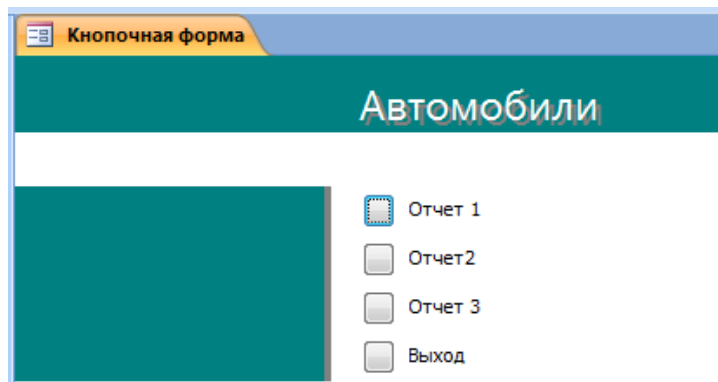 Кнопочная форма
Автомобили
Отчет 1
Отчет2
Отчет 3
Выход